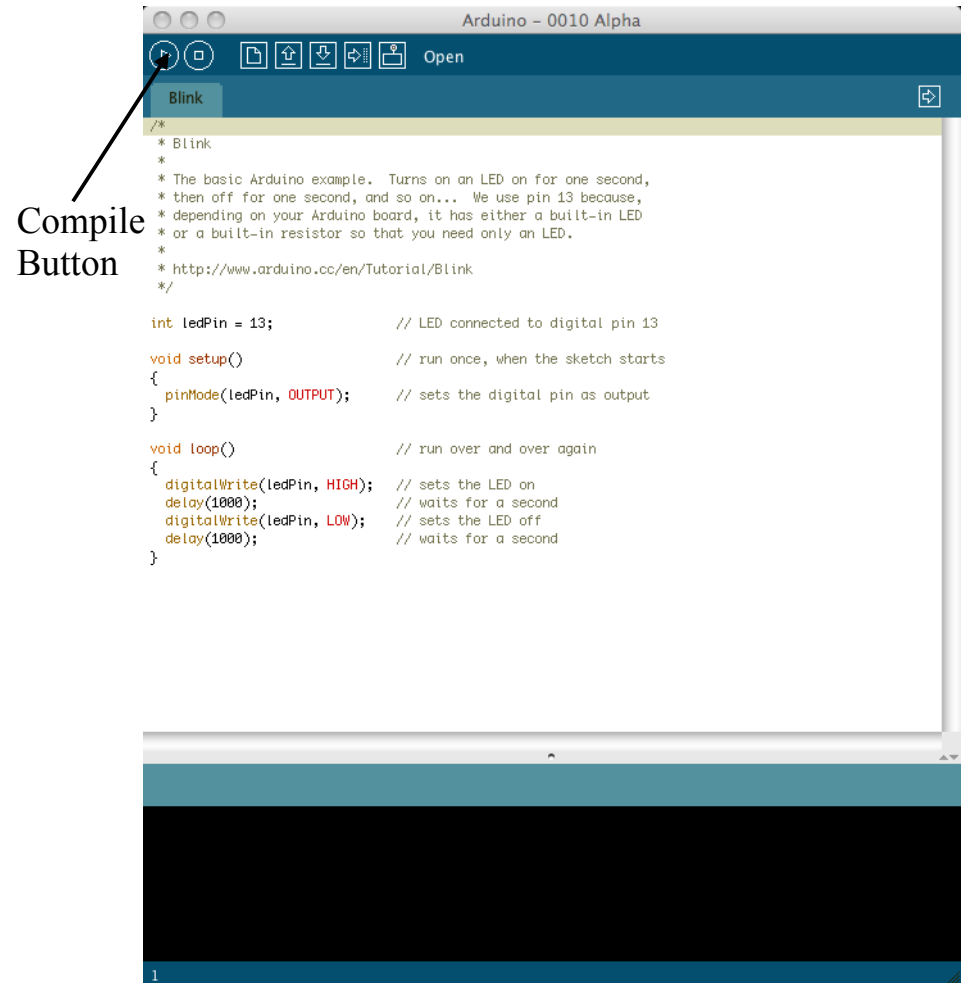 Arduino – 0010 Alpha
Open
Blink
Compile
Button
/*
* Blink
*
* The basic Arduino example.  Turns on an LED on for one second,
* then off for one second, and so on...  We use pin 13 because,
* depending on your Arduino board, it has either a built-in LED
* or a built-in resistor so that you need only an LED.
*
* http://www.arduino.cc/en/Tutorial/Blink
*/
int ledPin = 13;                // LED connected to digital pin 13
void setup()                    // run once, when the sketch starts
{
  pinMode(ledPin, OUTPUT);      // sets the digital pin as output
}
void loop()                     // run over and over again
{
  digitalWrite(ledPin, HIGH);   // sets the LED on
  delay(1000);                  // waits for a second
  digitalWrite(ledPin, LOW);    // sets the LED off
  delay(1000);                  // waits for a second
}
1